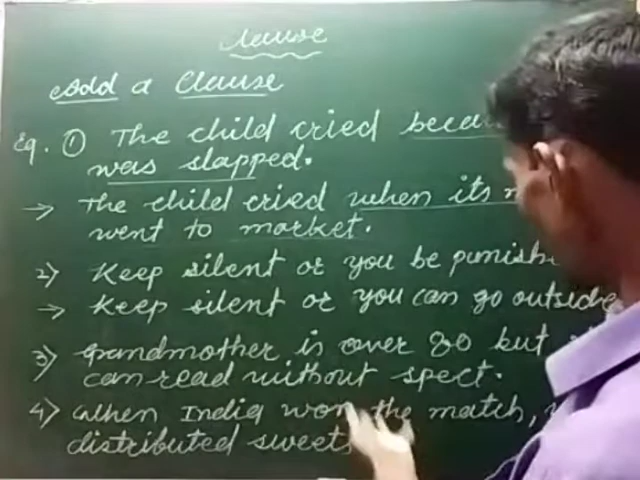 Clause
Add a Clause
Eg. ① The child cried
was slapped.
→ The child cried when its
went to market.
2) Keep silent or you be
→ Keep silent or you can go outside
3) Grandmother is over 80 but
can read without spect.
4) When India won the match,
distributed sweets